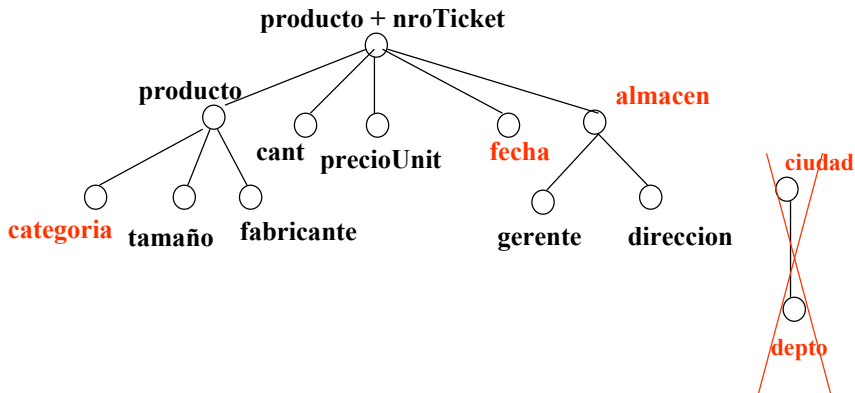 producto + nroTicket
producto
almacen
cant
precioUnit
fecha
ciudad
categoria
tamaño
fabricante
gerente
direccion
depto